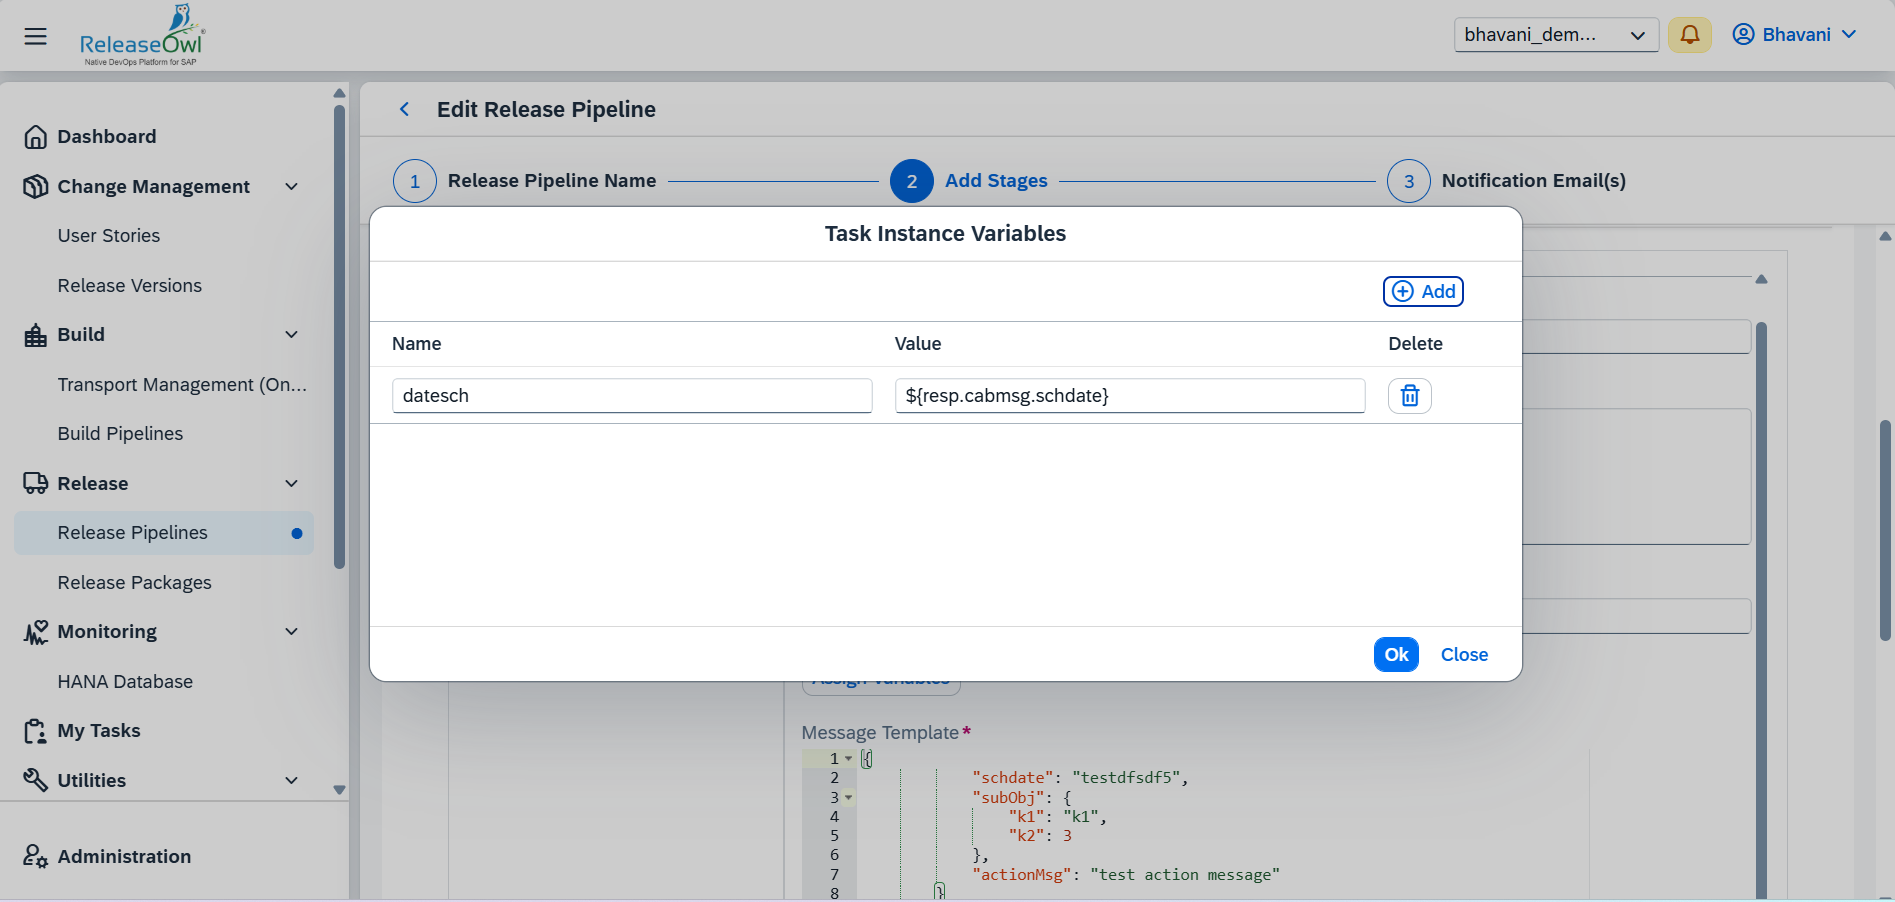 ReleaseOwl
Native DevOps Platform for SAP
bhavani_dem...
Bhavani
Dashboard
Change Management
User Stories
Release Versions
Build
Transport Management (On...
Build Pipelines
Release
Release Pipelines
Release Packages
Monitoring
HANA Database
My Tasks
Utilities
Administration
Edit Release Pipeline
1 Release Pipeline Name
2 Add Stages
3 Notification Email(s)
Task Instance Variables
Add
Name Value Delete
datesch ${resp.cabmsg.schdate}
Ok Close
Assign Variables
Message Template*
1 {
2 "schdate": "testdfsdf5",
3 "subObj": {
4 "k1": "k1",
5 "k2": 3
6 },
7 "actionMsg": "test action message"
8 }